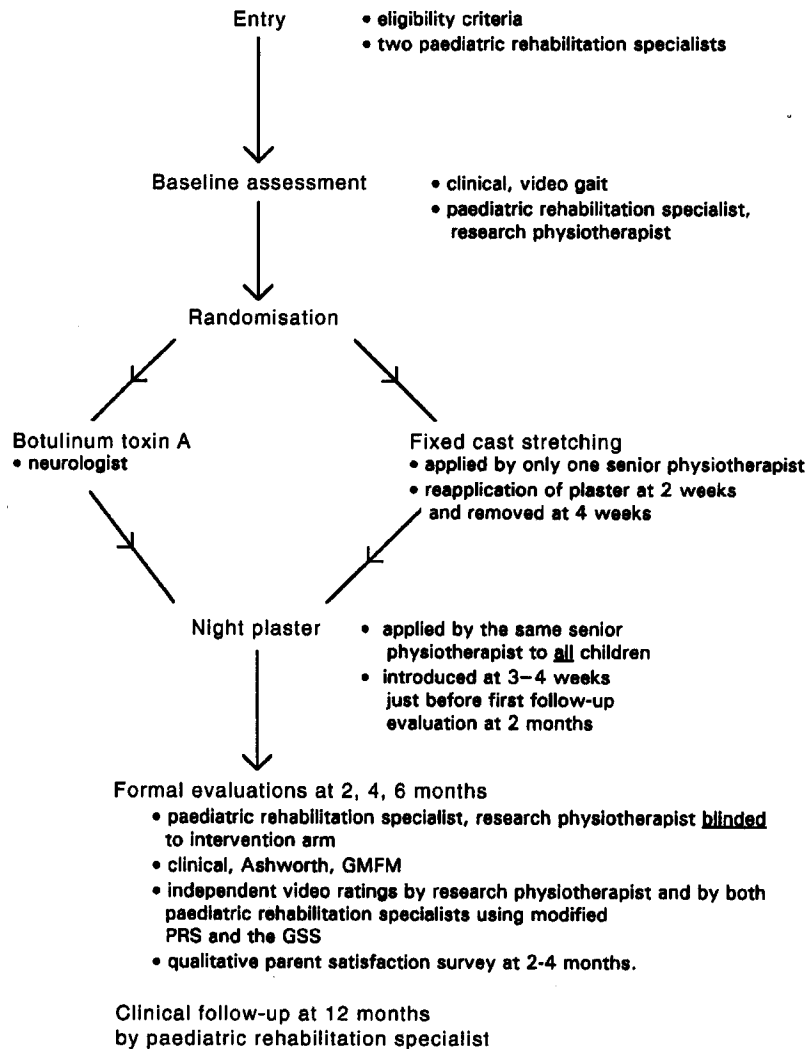 Entry
• eligibility criteria
• two paediatric rehabilitation specialists
Baseline assessment
• clinical, video gait
• paediatric rehabilitation specialist,
research physiotherapist
Randomisation
Botulinum toxin A
• neurologist
Fixed cast stretching
• applied by only one senior physiotherapist
• reapplication of plaster at 2 weeks
and removed at 4 weeks
Night plaster
• applied by the same senior
physiotherapist to all children
• introduced at 3–4 weeks
just before first follow-up
evaluation at 2 months
Formal evaluations at 2, 4, 6 months
• paediatric rehabilitation specialist, research physiotherapist blinded
to intervention arm
• clinical, Ashworth, GMFM
• independent video ratings by research physiotherapist and by both
paediatric rehabilitation specialists using modified
PRS and the GSS
• qualitative parent satisfaction survey at 2-4 months.
Clinical follow-up at 12 months
by paediatric rehabilitation specialist